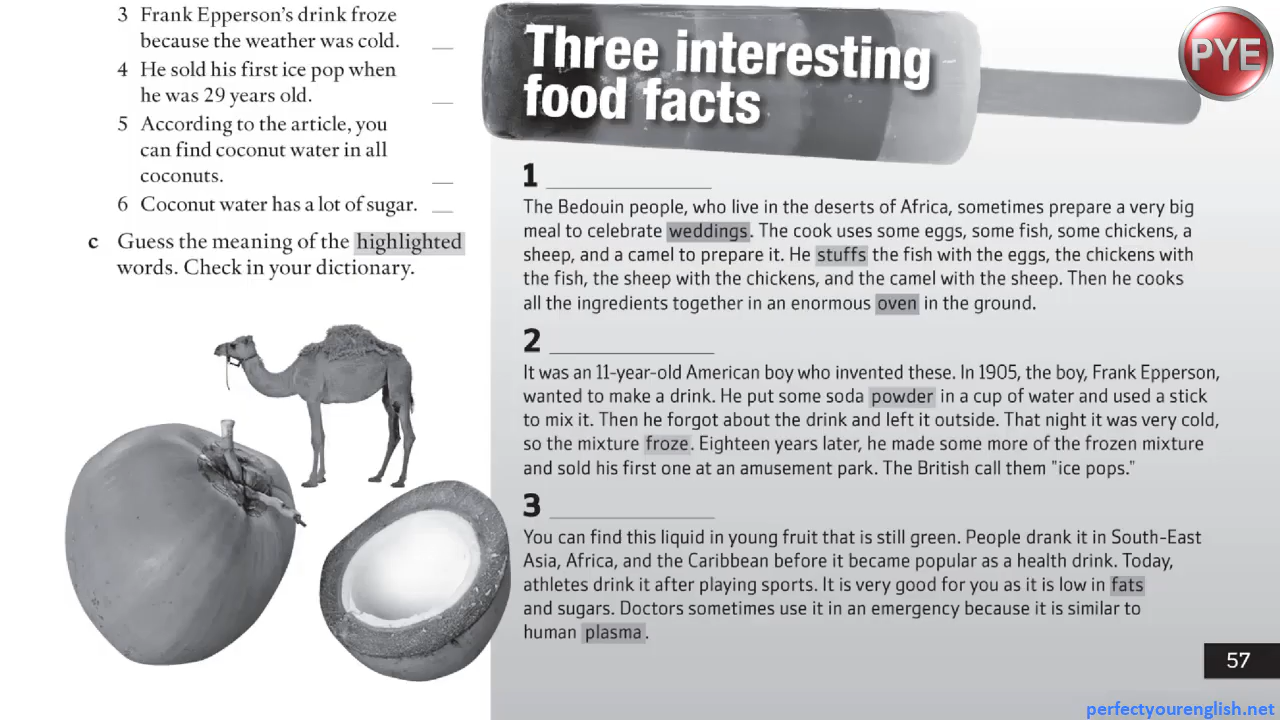 3 Frank Epperson's drink froze
because the weather was cold. __
4 He sold his first ice pop when
he was 29 years old. __
5 According to the article, you
can find coconut water in all
coconuts. __
6 Coconut water has a lot of sugar. __
c Guess the meaning of the highlighted
words. Check in your dictionary.
Three interesting
food facts
PYE
1 _______________
The Bedouin people, who live in the deserts of Africa, sometimes prepare a very big
meal to celebrate weddings. The cook uses some eggs, some fish, some chickens, a
sheep, and a camel to prepare it. He stuffs the fish with the eggs, the chickens with
the fish, the sheep with the chickens, and the camel with the sheep. Then he cooks
all the ingredients together in an enormous oven in the ground.
2 _______________
It was an 11-year-old American boy who invented these. In 1905, the boy, Frank Epperson,
wanted to make a drink. He put some soda powder in a cup of water and used a stick
to mix it. Then he forgot about the drink and left it outside. That night it was very cold,
so the mixture froze. Eighteen years later, he made some more of the frozen mixture
and sold his first one at an amusement park. The British call them "ice pops."
3 _______________
You can find this liquid in young fruit that is still green. People drank it in South-East
Asia, Africa, and the Caribbean before it became popular as a health drink. Today,
athletes drink it after playing sports. It is very good for you as it is low in fats
and sugars. Doctors sometimes use it in an emergency because it is similar to
human plasma.
57
perfectyourenglish.net